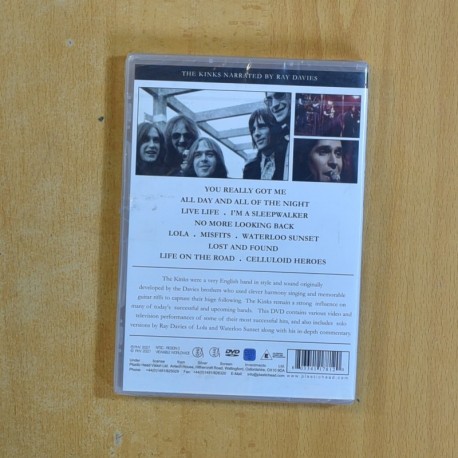 THE KINKS NARRATED BY RAY DAVIES
YOU REALLY GOT ME
ALL DAY AND ALL OF THE NIGHT
LIVE LIFE . I'M A SLEEPWALKER
NO MORE LOOKING BACK
LOLA . MISFITS . WATERLOO SUNSET
LOST AND FOUND
LIFE ON THE ROAD . CELLULOID HEROES
The Kinks were a very English band in style and sound originally
developed by the Davies brothers who used clever harmony singing and memorable
guitar riffs to capture their huge following. The Kinks remain a strong influence on
many of today's successful and upcoming bands. This DVD contains various video and
television performances of some of their more successful hits, and also includes solo
versions by Ray Davies of Lola and Waterloo Sunset along with his in-depth commentary.
DVD